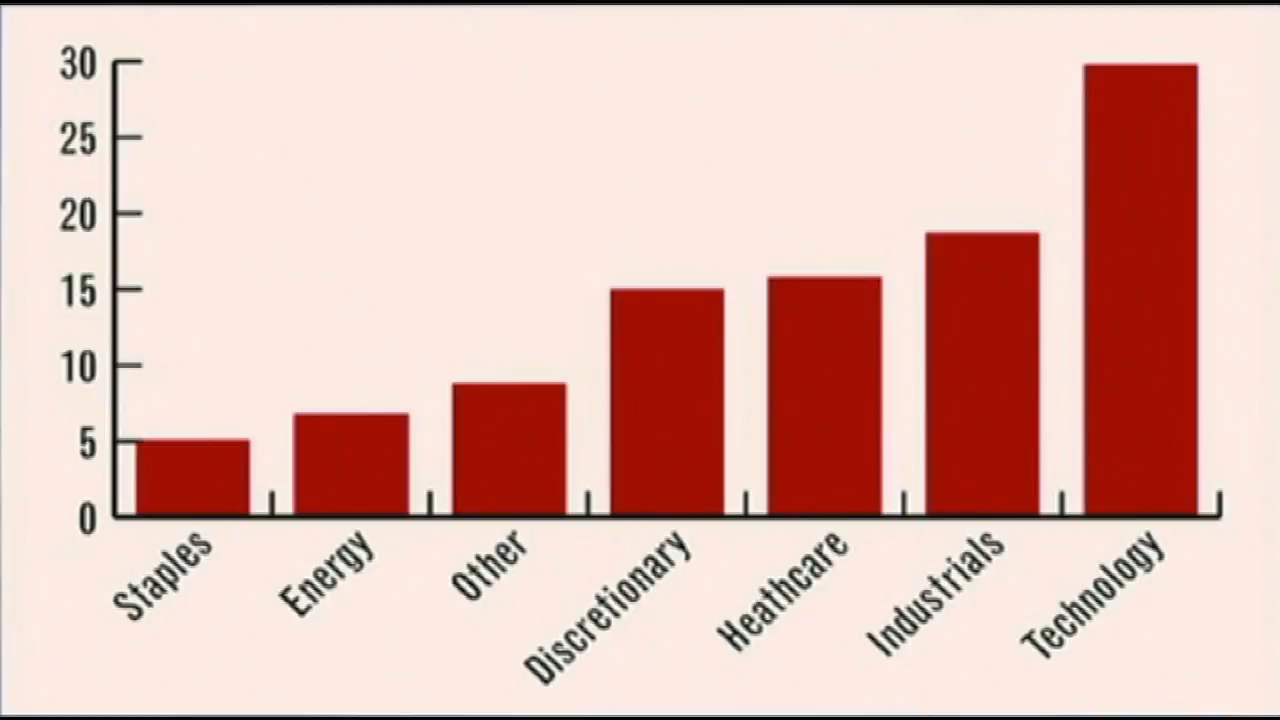 30
25
20
15
10
5
0
Staples
Energy
Other
Discretionary
Heathcare
Industrials
Technology